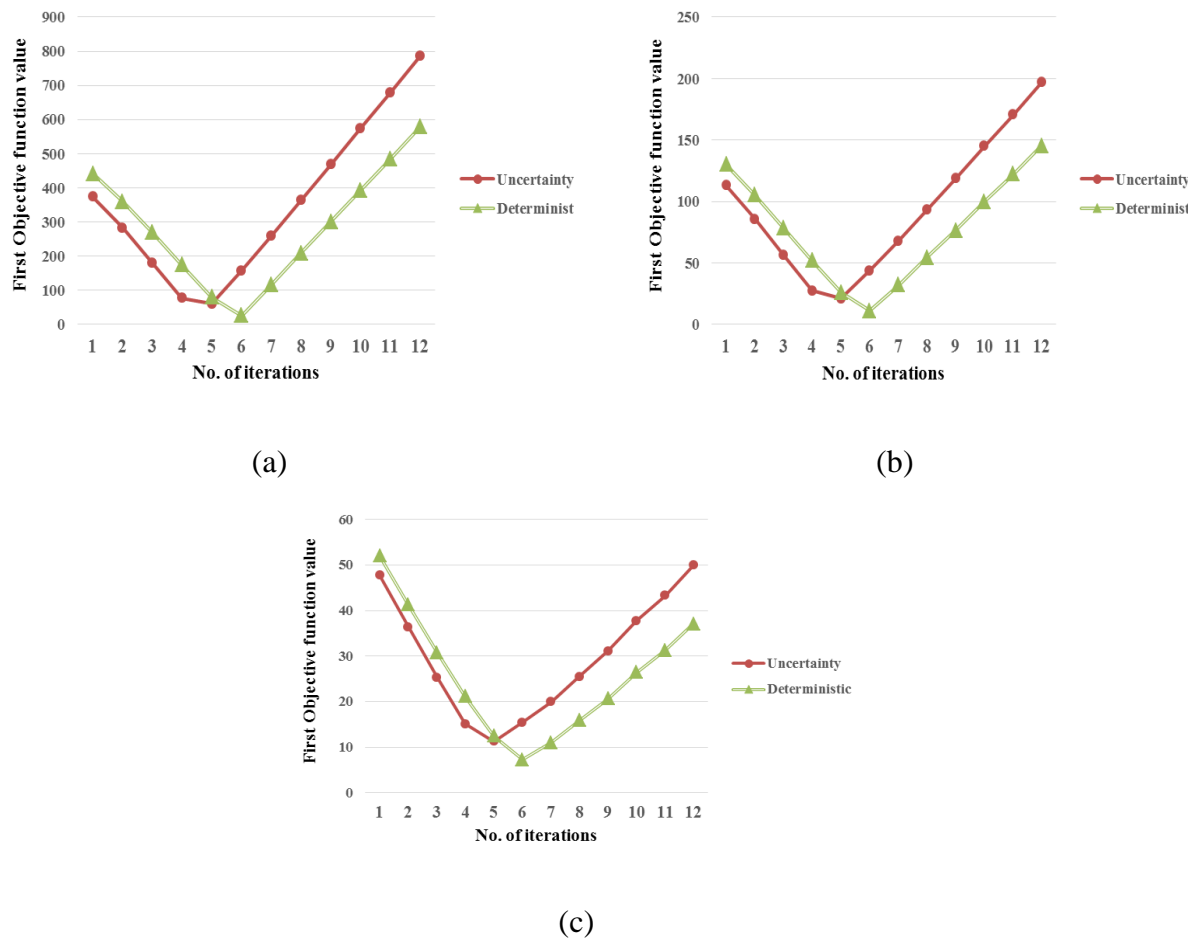 First Objective function value
900
800
700
600
500
400
300
200
100
0
1 2 3 4 5 6 7 8 9 10 11 12
No. of iterations
Uncertainty
Determinist
(a)
First Objective function value
250
200
150
100
50
0
1 2 3 4 5 6 7 8 9 10 11 12
No. of iterations
Uncertainty
Determinist
(b)
First Objective function value
60
50
40
30
20
10
0
1 2 3 4 5 6 7 8 9 10 11 12
No. of iterations
Uncertainty
Deterministic
(c)